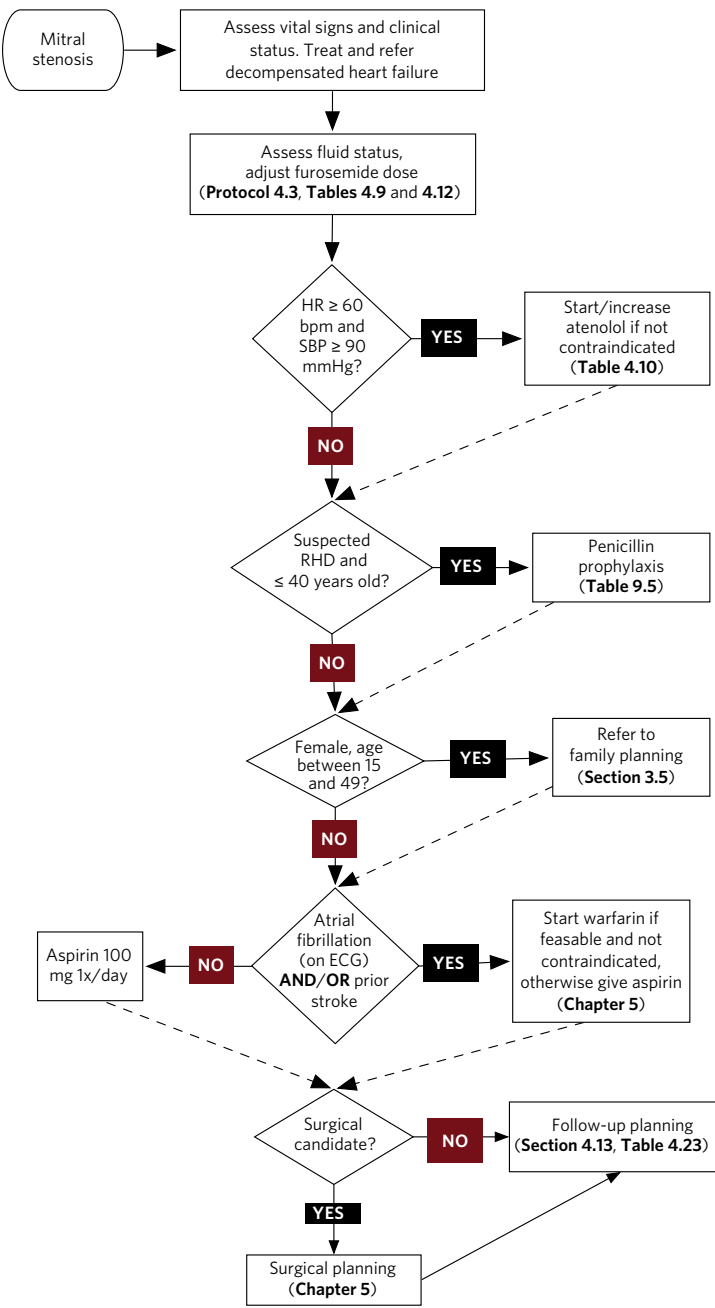 Mitral
stenosis
Assess vital signs and clinical
status. Treat and refer
decompensated heart failure
Assess fluid status,
adjust furosemide dose
(Protocol 4.3, Tables 4.9 and 4.12)
HR ≥ 60
bpm and
SBP ≥ 90
mmHg?
YES
Start/increase
atenolol if not
contraindicated
(Table 4.10)
NO
Suspected
RHD and
≤ 40 years old?
YES
Penicillin
prophylaxis
(Table 9.5)
NO
Female, age
between 15
and 49?
YES
Refer to
family planning
(Section 3.5)
NO
Atrial
fibrillation
(on ECG)
AND/OR prior
stroke
NO
Aspirin 100
mg 1x/day
YES
Start warfarin if
feasable and not
contraindicated,
otherwise give aspirin
(Chapter 5)
Surgical
candidate?
NO
Follow-up planning
(Section 4.13, Table 4.23)
YES
Surgical planning
(Chapter 5)